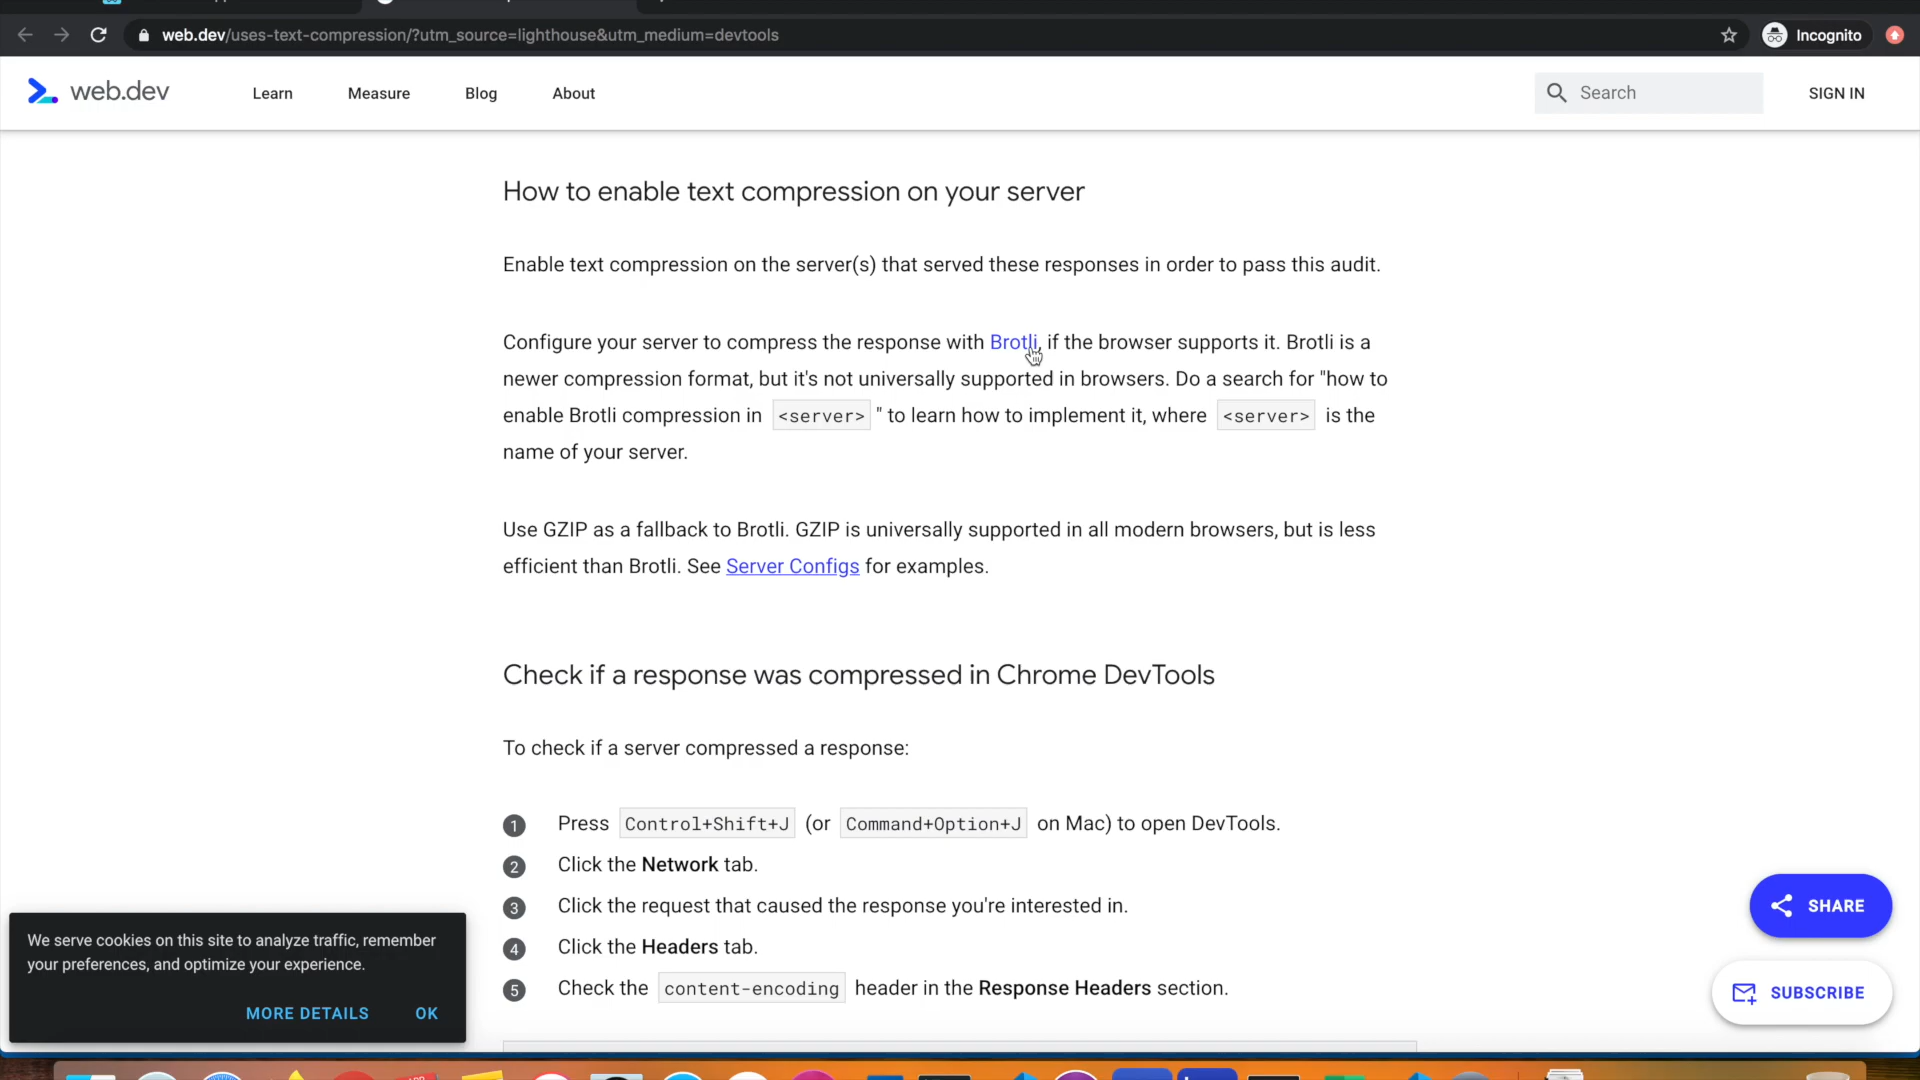 web.dev/uses-text-compression/?utm_source=lighthouse&utm_medium=devtools
Incognito
web.dev
Learn
Measure
Blog
About
Search
SIGN IN
How to enable text compression on your server
Enable text compression on the server(s) that served these responses in order to pass this audit.
Configure your server to compress the response with Brotli, if the browser supports it. Brotli is a
newer compression format, but it's not universally supported in browsers. Do a search for "how to
enable Brotli compression in <server> " to learn how to implement it, where <server> is the
name of your server.
Use GZIP as a fallback to Brotli. GZIP is universally supported in all modern browsers, but is less
efficient than Brotli. See Server Configs for examples.
Check if a response was compressed in Chrome DevTools
To check if a server compressed a response:
1 Press Control+Shift+J (or Command+Option+J on Mac) to open DevTools.
2 Click the Network tab.
3 Click the request that caused the response you're interested in.
4 Click the Headers tab.
5 Check the content-encoding header in the Response Headers section.
SHARE
SUBSCRIBE
We serve cookies on this site to analyze traffic, remember
your preferences, and optimize your experience.
MORE DETAILS
OK